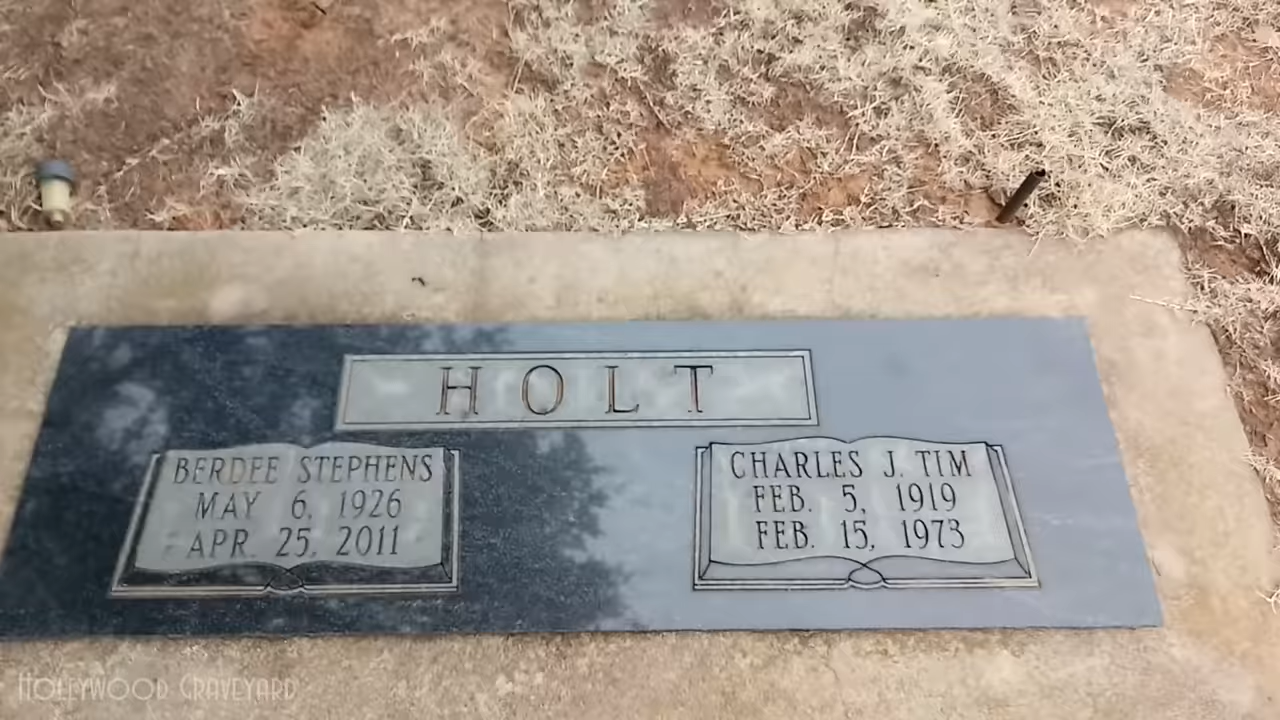 HOLT
BERDEE STEPHENS
MAY 6, 1926
APR. 25, 2011
CHARLES J. TIM
FEB. 5, 1919
FEB. 15, 1973
HOLLYWOOD GRAVEYARD